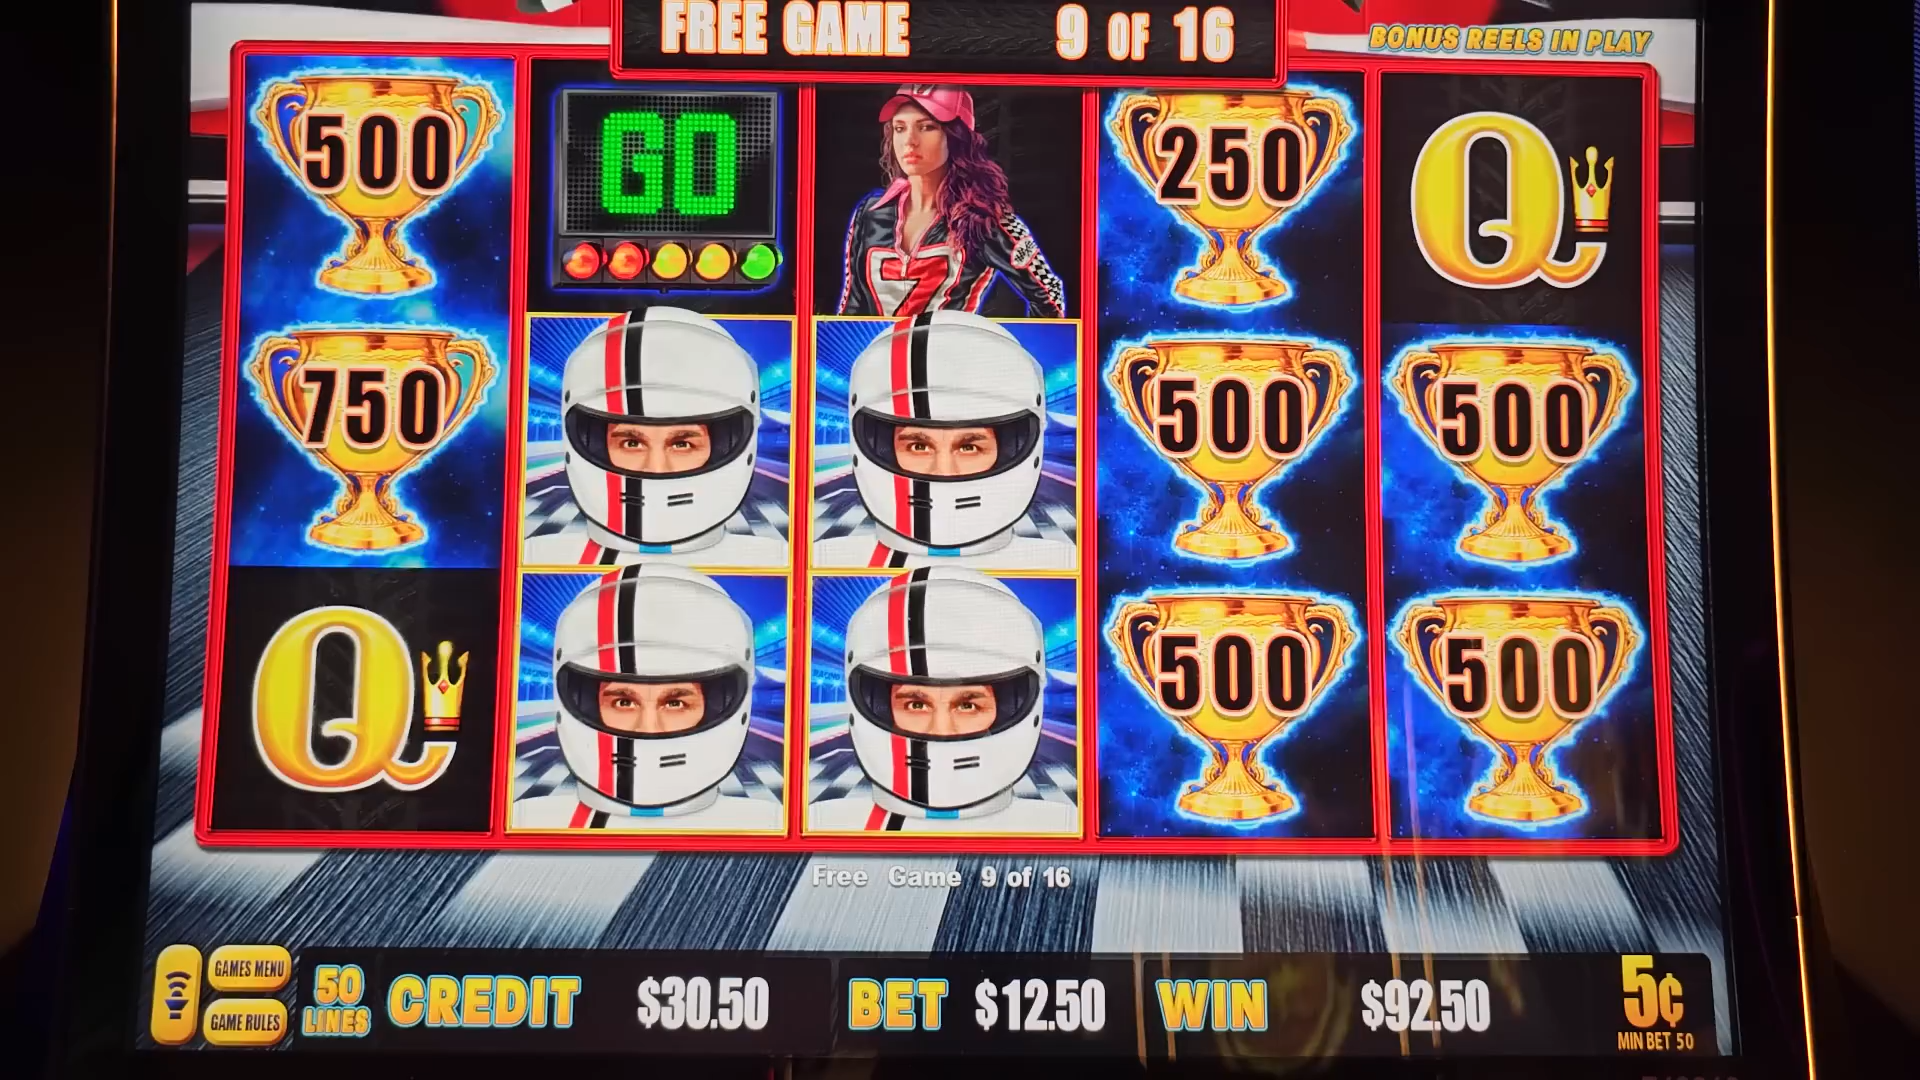 FREE GAME 9 OF 16
BONUS REELS IN PLAY
500
GO
7
250
Q
750
500
500
Q
500
500
Free Game 9 of 16
GAMES MENU
GAME RULES
50
LINES
CREDIT $30.50
BET $12.50
WIN $92.50
5¢
MIN BET 50